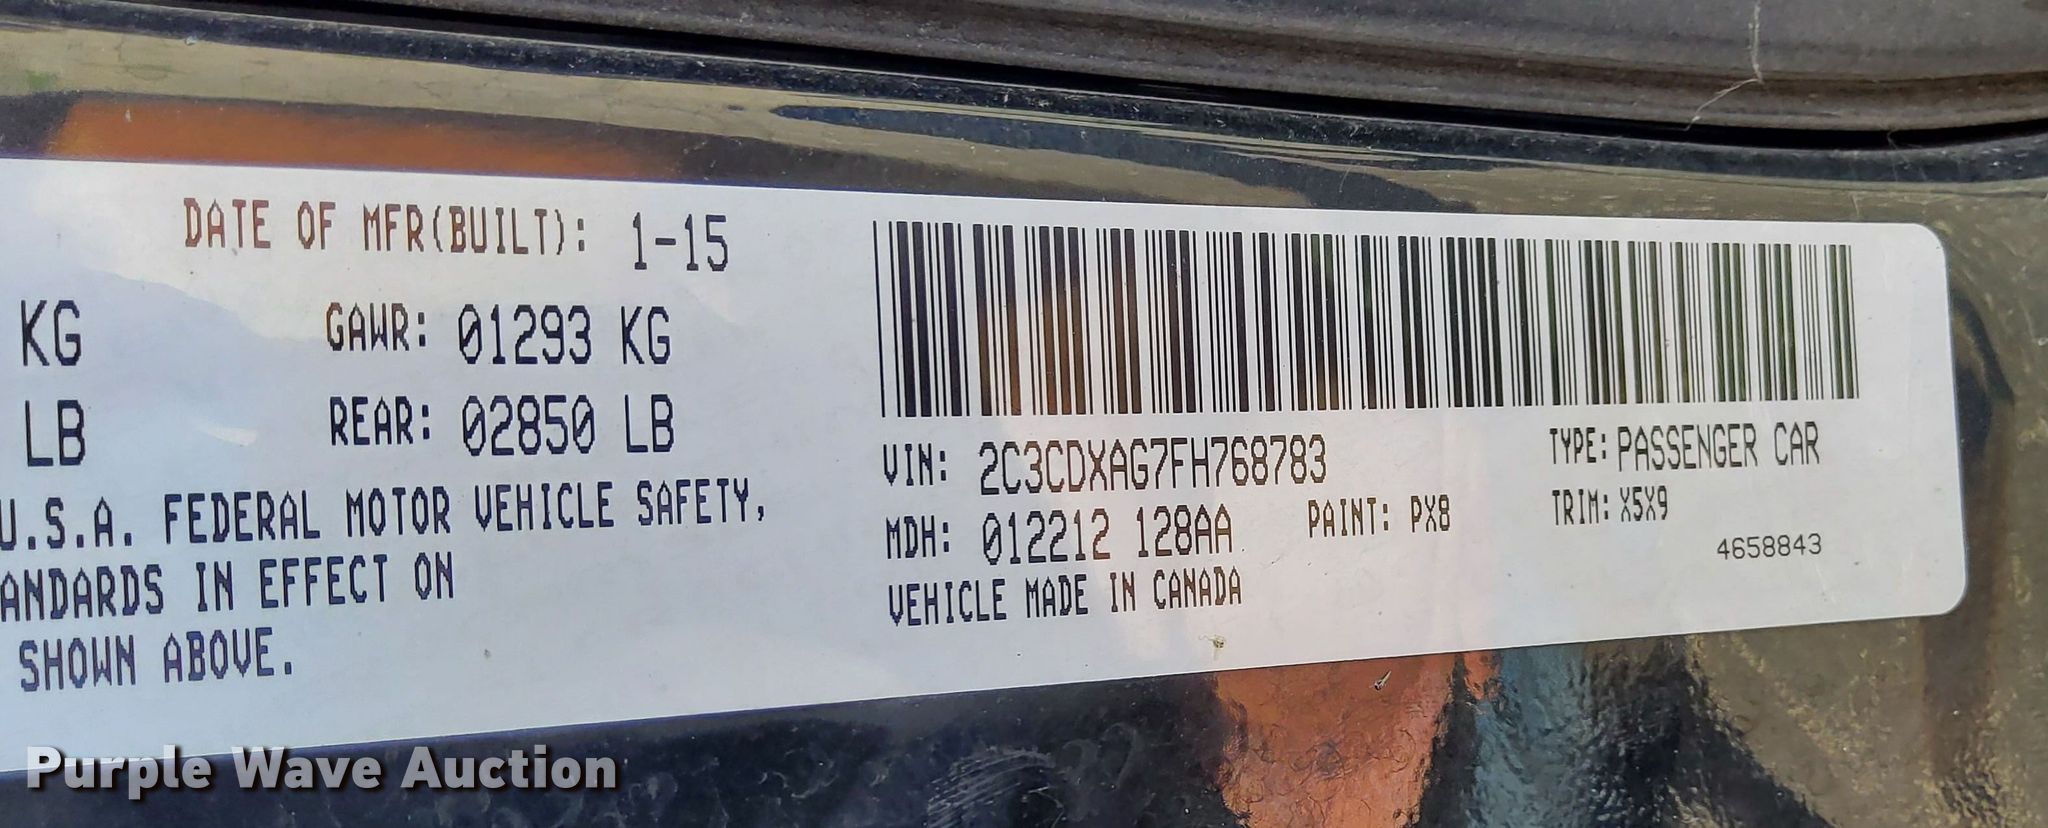 DATE OF MFR(BUILT): 1-15
KG GAWR: 01293 KG
LB REAR: 02850 LB
U.S.A. FEDERAL MOTOR VEHICLE SAFETY,
ANDARDS IN EFFECT ON
SHOWN ABOVE.
VIN: 2C3CDXAG7FH768783 TYPE: PASSENGER CAR
MDH: 012212 128AA PAINT: PX8 TRIM: X5X9
VEHICLE MADE IN CANADA 4658843
Purple Wave Auction